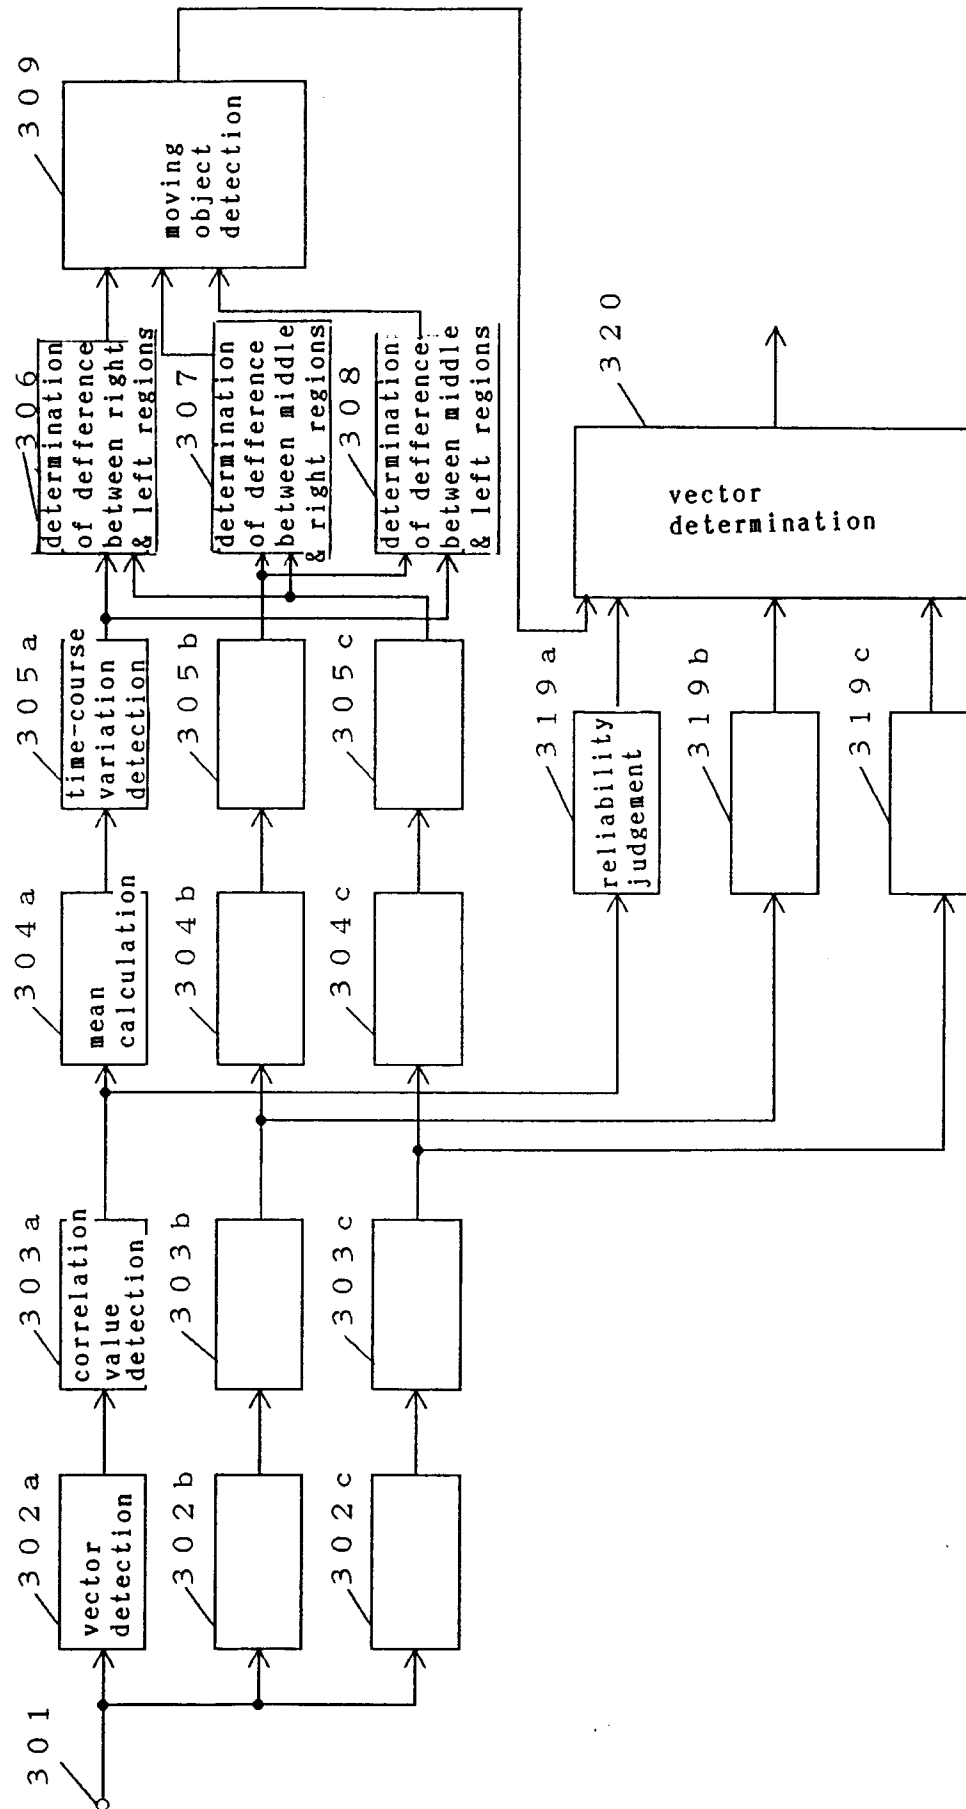 301
302a
vector
detection
302b
302c
303a
correlation
value
detection
303b
303c
304a
mean
calculation
304b
304c
305a
time-course
variation
detection
305b
305c
306
determination
of defference
between right
& left regions
307
determination
of defference
between middle
& right regions
308
determination
of defference
between middle
& left regions
309
moving
object
detection
319a
reliability
judgement
319b
319c
320
vector
determination